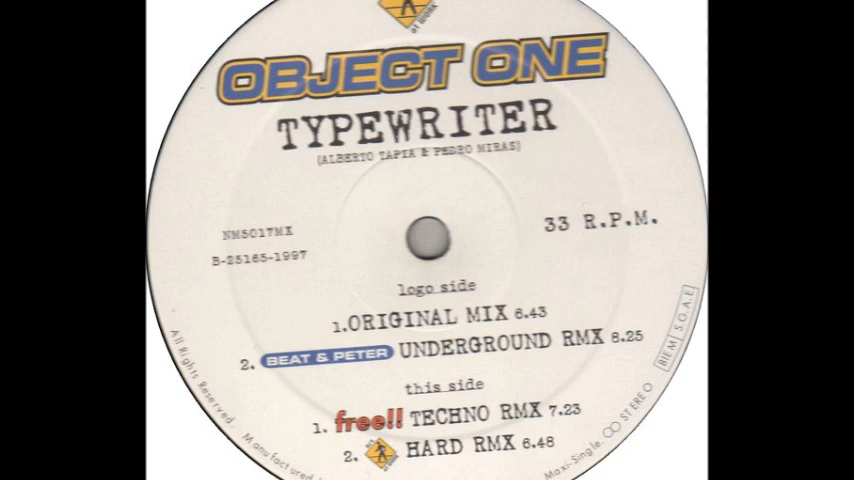 at WORK
OBJECT ONE
TYPEWRITER
(ALBERTO TAPIA & PEDRO MIRAS)
NM5017MX
33 R.P.M.
B-25165-1997
logo side
1.ORIGINAL MIX 6.43
2. BEAT & PETER UNDERGROUND RMX 8.25
this side
1. free!! TECHNO RMX 7.23
2. HARD RMX 6.48
All Rights Reserved. Manufactured
Maxi-Single. STEREO
BIEM S.G.A.E